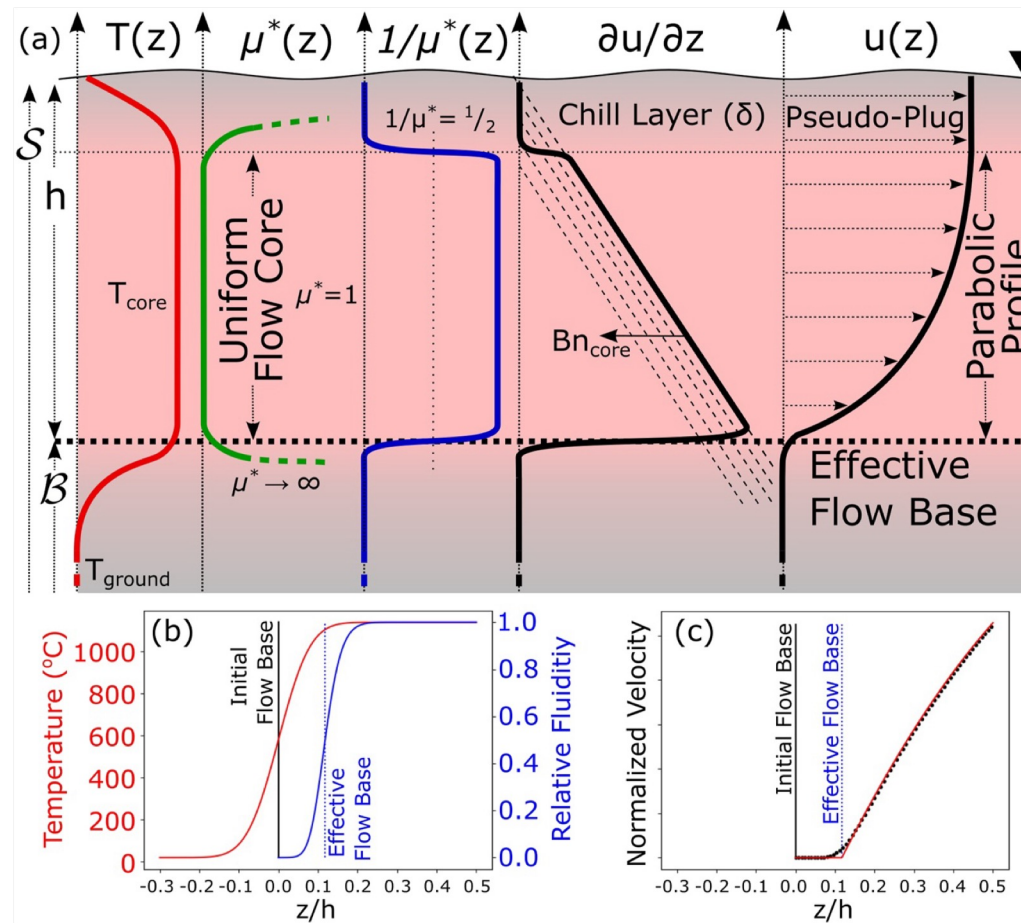 (a) T(z) μ*(z) 1/μ*(z) ∂u/∂z u(z)
1/μ* = 1/2 Chill Layer (δ) Pseudo-Plug
S
h
Uniform
Flow Core
T_core
μ*=1
Bn_core
Parabolic
Profile
B
μ* → ∞
Effective
Flow Base
T_ground
(b)
Temperature (°C)
1000
800
600
400
200
0
Initial
Flow Base
Effective
Flow Base
1.0
0.8
0.6
0.4
0.2
0.0
Relative Fluiditiy
-0.3 -0.2 -0.1 0.0 0.1 0.2 0.3 0.4 0.5
z/h
(c)
Normalized Velocity
Initial Flow Base
Effective Flow Base
-0.3 -0.2 -0.1 0.0 0.1 0.2 0.3 0.4 0.5
z/h